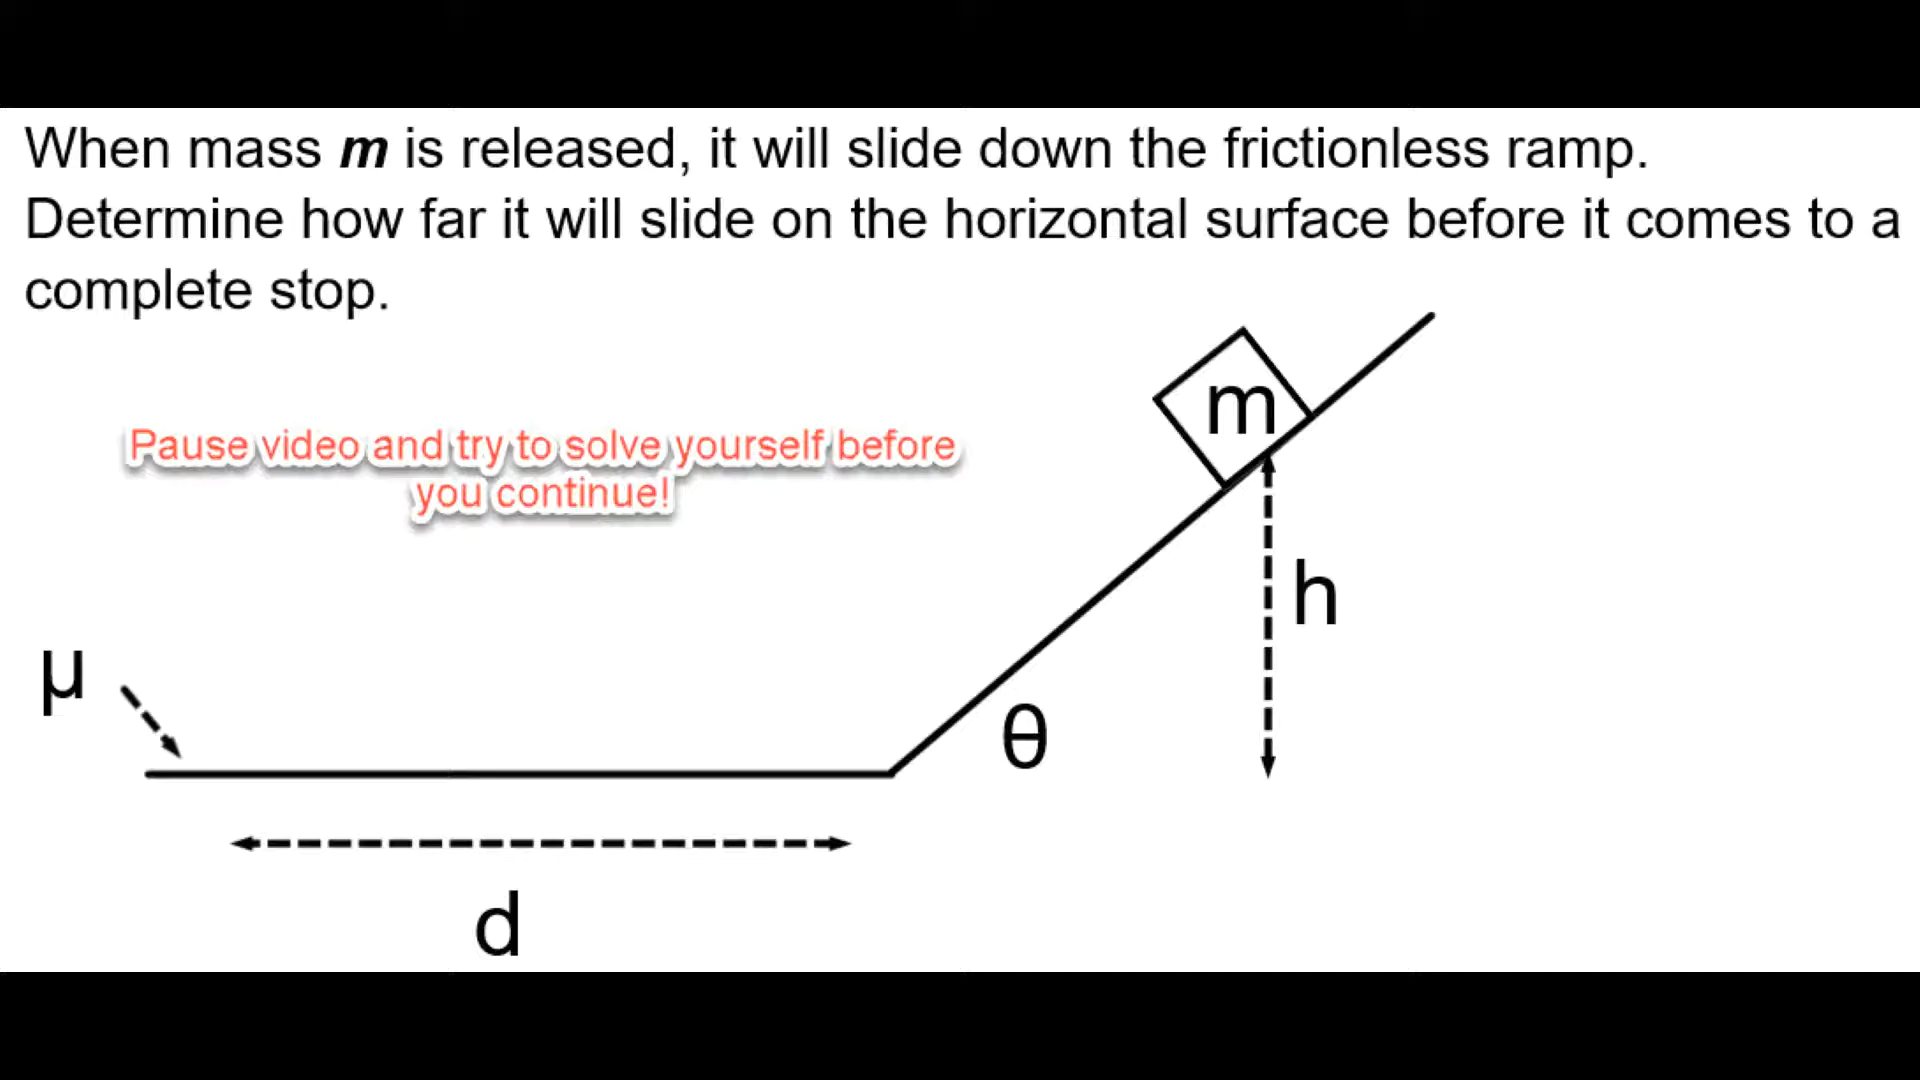 When mass m is released, it will slide down the frictionless ramp.
Determine how far it will slide on the horizontal surface before it comes to a
complete stop.
Pause video and try to solve yourself before
you continue!
m
h
μ
θ
d